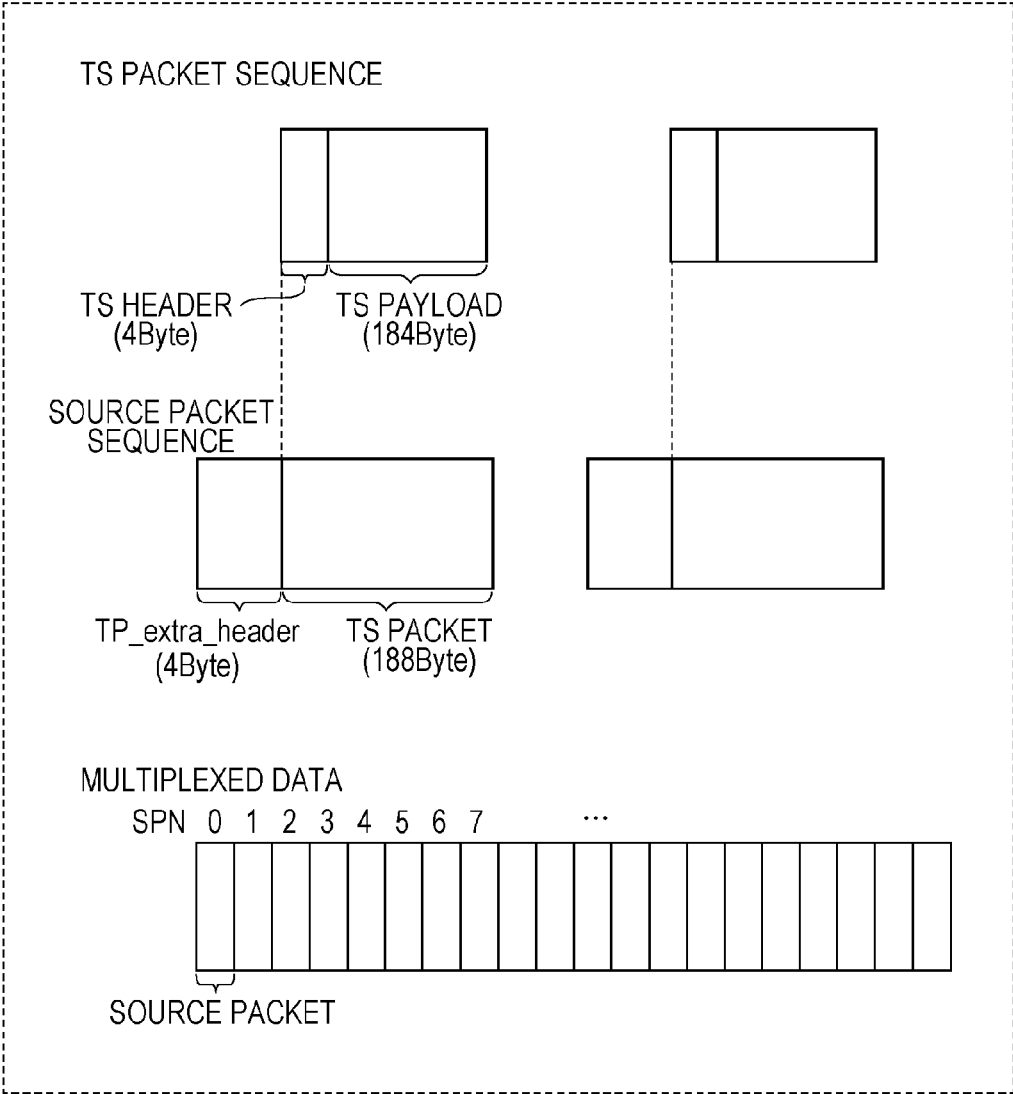 TS PACKET SEQUENCE
TS HEADER
(4Byte)
TS PAYLOAD
(184Byte)
SOURCE PACKET
SEQUENCE
TP_extra_header
(4Byte)
TS PACKET
(188Byte)
MULTIPLEXED DATA
SPN 0 1 2 3 4 5 6 7 ...
SOURCE PACKET